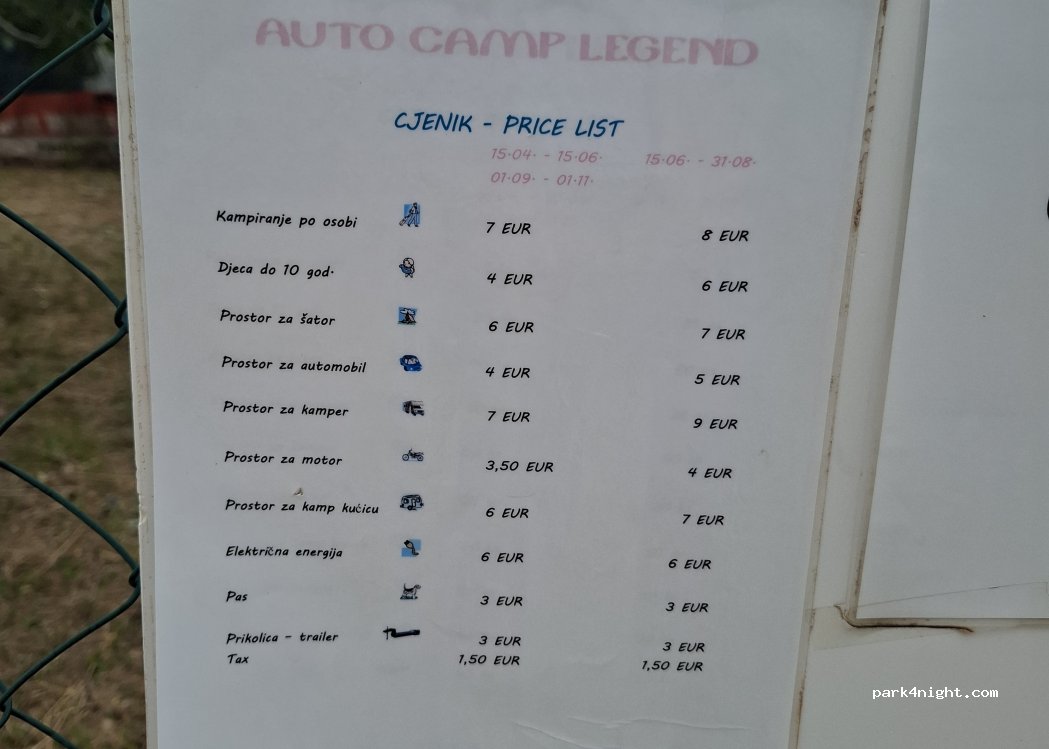 AUTO CAMP LEGEND
CJENIK - PRICE LIST
15.04. - 15.06. 15.06. - 31.08.
01.09. - 01.11.
Kampiranje po osobi 7 EUR 8 EUR
Djeca do 10 god. 4 EUR 6 EUR
Prostor za šator 6 EUR 7 EUR
Prostor za automobil 4 EUR 5 EUR
Prostor za kamper 7 EUR 9 EUR
Prostor za motor 3,50 EUR 4 EUR
Prostor za kamp kućicu 6 EUR 7 EUR
Električna energija 6 EUR 6 EUR
Pas 3 EUR 3 EUR
Prikolica - trailer 3 EUR 3 EUR
Tax 1,50 EUR 1,50 EUR
park4night.com